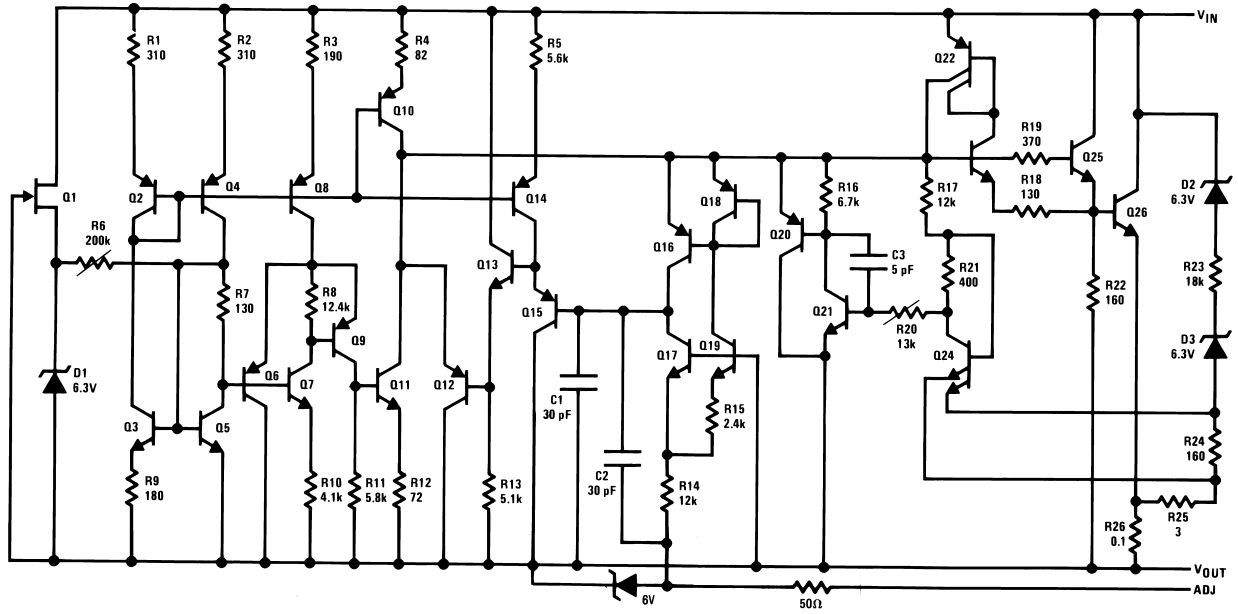 VIN
R1
310
R2
310
R3
190
R4
82
R5
5.6k
Q22
Q10
R19
370
Q25
R18
130
D2
6.3V
Q1
Q2
Q4
Q8
Q14
Q18
R16
6.7k
R17
12k
Q26
R6
200k
Q13
Q16
Q20
C3
5 pF
R21
400
R22
160
R23
18k
R7
130
R8
12.4k
Q15
Q21
R20
13k
D3
6.3V
Q9
Q17
Q19
Q24
D1
6.3V
Q6
Q7
Q11
Q12
C1
30 pF
R15
2.4k
Q3
Q5
R24
160
R9
180
R10
4.1k
R11
5.8k
R12
72
R13
5.1k
C2
30 pF
R14
12k
R26
0.1
R25
3
VOUT
6V
50Ω
ADJ